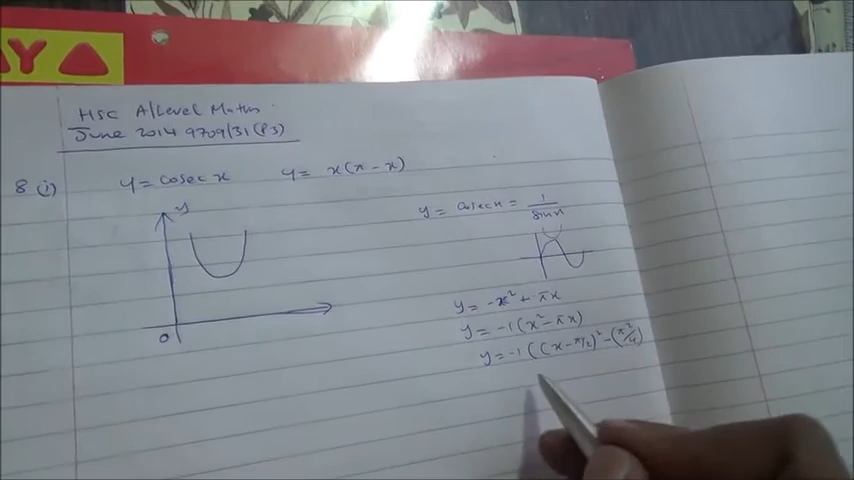 Y
HSC A/Level Maths
June 2014 9709/31 (P3)
8 (i) y = cosec x y = x(π - x)
y
y = cosec x = 1/sin x
y = -x² + πx
y = -1(x² - πx)
y = -1((x - π/2)² - (π²/4)
0